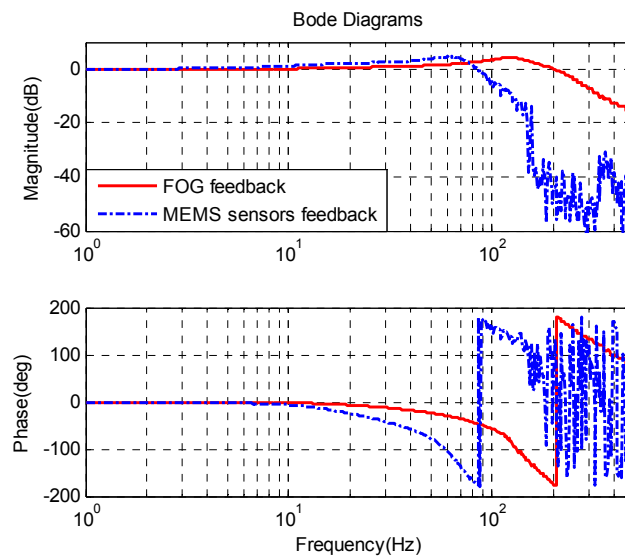 Bode Diagrams
Magnitude(dB)
0
-20
-40
-60
FOG feedback
MEMS sensors feedback
10^0
10^1
10^2
Phase(deg)
200
100
0
-100
-200
10^0
10^1
10^2
Frequency(Hz)